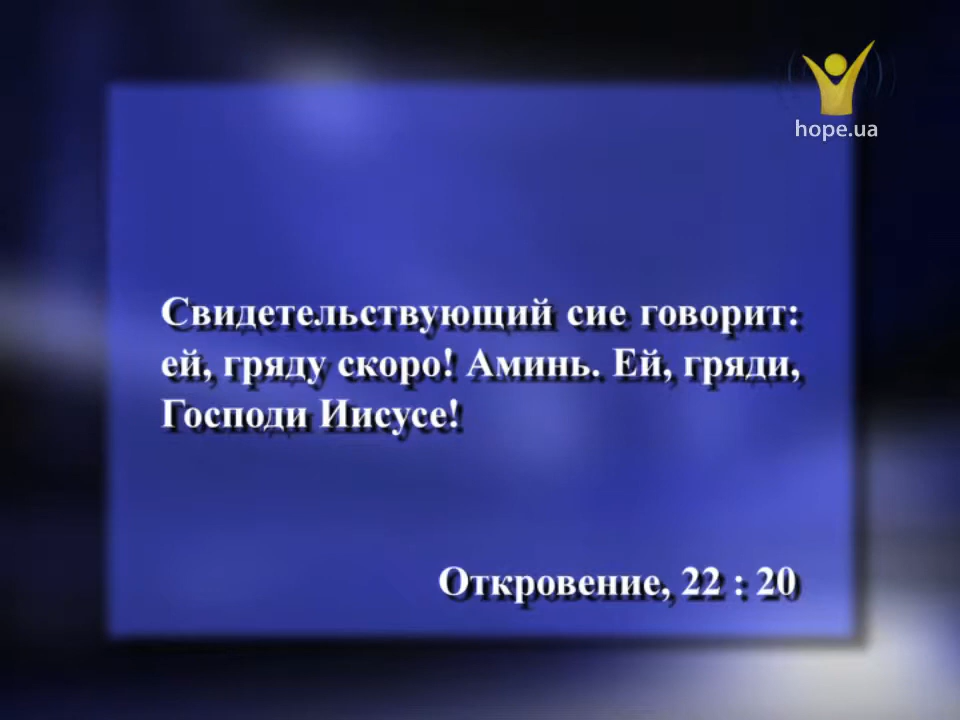 hope.ua
Свидетельствующий сие говорит:
ей, гряду скоро! Аминь. Ей, гряди,
Господи Иисусе!
Откровение, 22 : 20